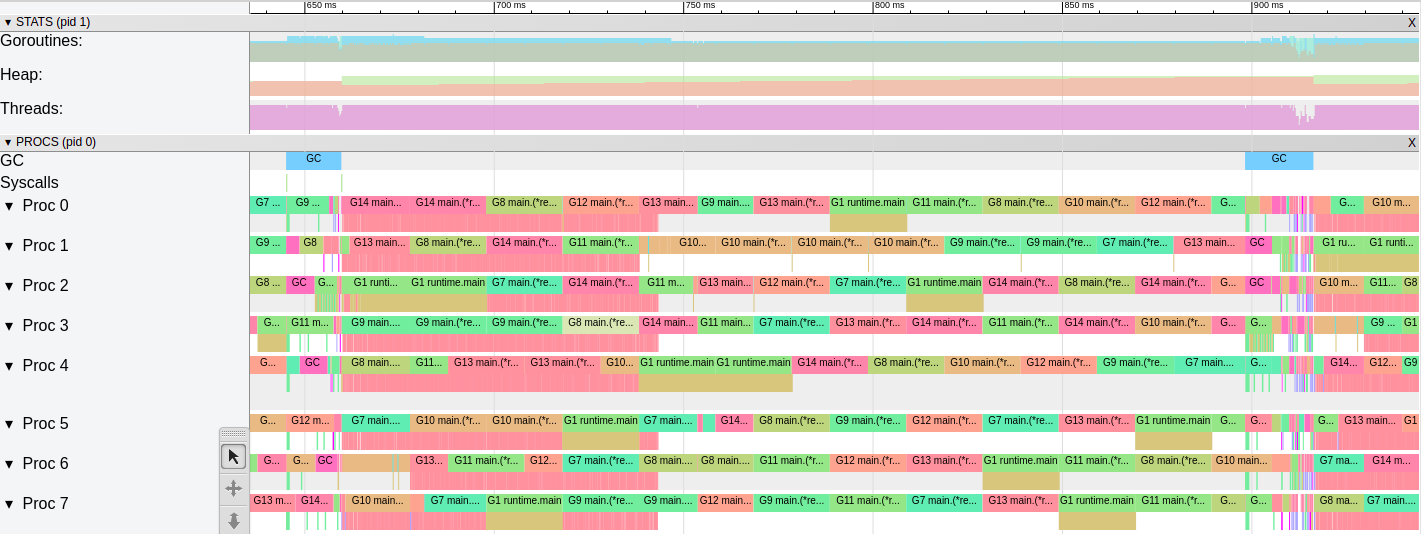 650 ms 700 ms 750 ms 800 ms 850 ms 900 ms
▼ STATS (pid 1) X
Goroutines:
Heap:
Threads:
▼ PROCS (pid 0) X
GC GC GC
Syscalls
▼ Proc 0 G7 ... G9 ... G14 main... G14 main.(*r... G8 main.(*re... G12 main.(*r... G13 main... G9 main.... G13 main.(*r... G1 runtime.main G11 main.(*r... G8 main.(*re... G10 main.(*r... G12 main.(*r... G... G... G10 m...
▼ Proc 1 G9 ... G8 G13 main... G8 main.(*re... G14 main.(*r... G11 main.(*r... G10... G10 main.(*r... G10 main.(*r... G10 main.(*r... G9 main.(*re... G9 main.(*re... G7 main.(*re... G13 main... GC G1 ru... G1 runti...
▼ Proc 2 G8 ... GC G... G1 runti... G1 runtime.main G7 main.(*re... G14 main.(*r... G11 m... G13 main... G12 main.(*r... G7 main.(*re... G1 runtime.main G14 main.(*r... G8 main.(*re... G14 main.(*r... G... GC G10 m... G11... G8
▼ Proc 3 G... G11 m... G9 main.... G9 main.(*re... G9 main.(*re... G8 main.(*re... G14 main... G11 main... G7 main.(*re... G13 main.(*r... G14 main.(*r... G11 main.(*r... G14 main.(*r... G10 main.(*r... G... G... G9 ... G1
▼ Proc 4 G... GC G8 main.... G11... G13 main.(*r... G13 main.(*r... G10... G1 runtime.main G1 runtime.main G14 main.(*r... G8 main.(*re... G10 main.(*r... G12 main.(*r... G9 main.(*re... G7 main.... G... G14... G12... G9
▼ Proc 5 G... G12 m... G7 main.... G10 main.(*r... G10 main.(*r... G1 runtime.main G7 main.... G14... G8 main.(*re... G9 main.(*re... G12 main.(*r... G7 main.(*re... G13 main.(*r... G1 runtime.main G... G... G... G13 main... G1
▼ Proc 6 G... G... GC G13... G11 main.(*r... G12... G7 main.(*re... G8 main.... G8 main.... G11 main.(*r... G12 main.(*r... G13 main.(*r... G1 runtime.main G11 main.(*r... G8 main.(*re... G10 main... G7 ma... G14 m...
▼ Proc 7 G13 m... G14... G10 main... G7 main.... G1 runtime.main G9 main.(*re... G9 main.... G12 main... G9 main.(*re... G11 main.(*r... G7 main.(*re... G13 main.(*r... G1 runtime.main G11 main.(*r... G... G... G8 ma... G7 main....